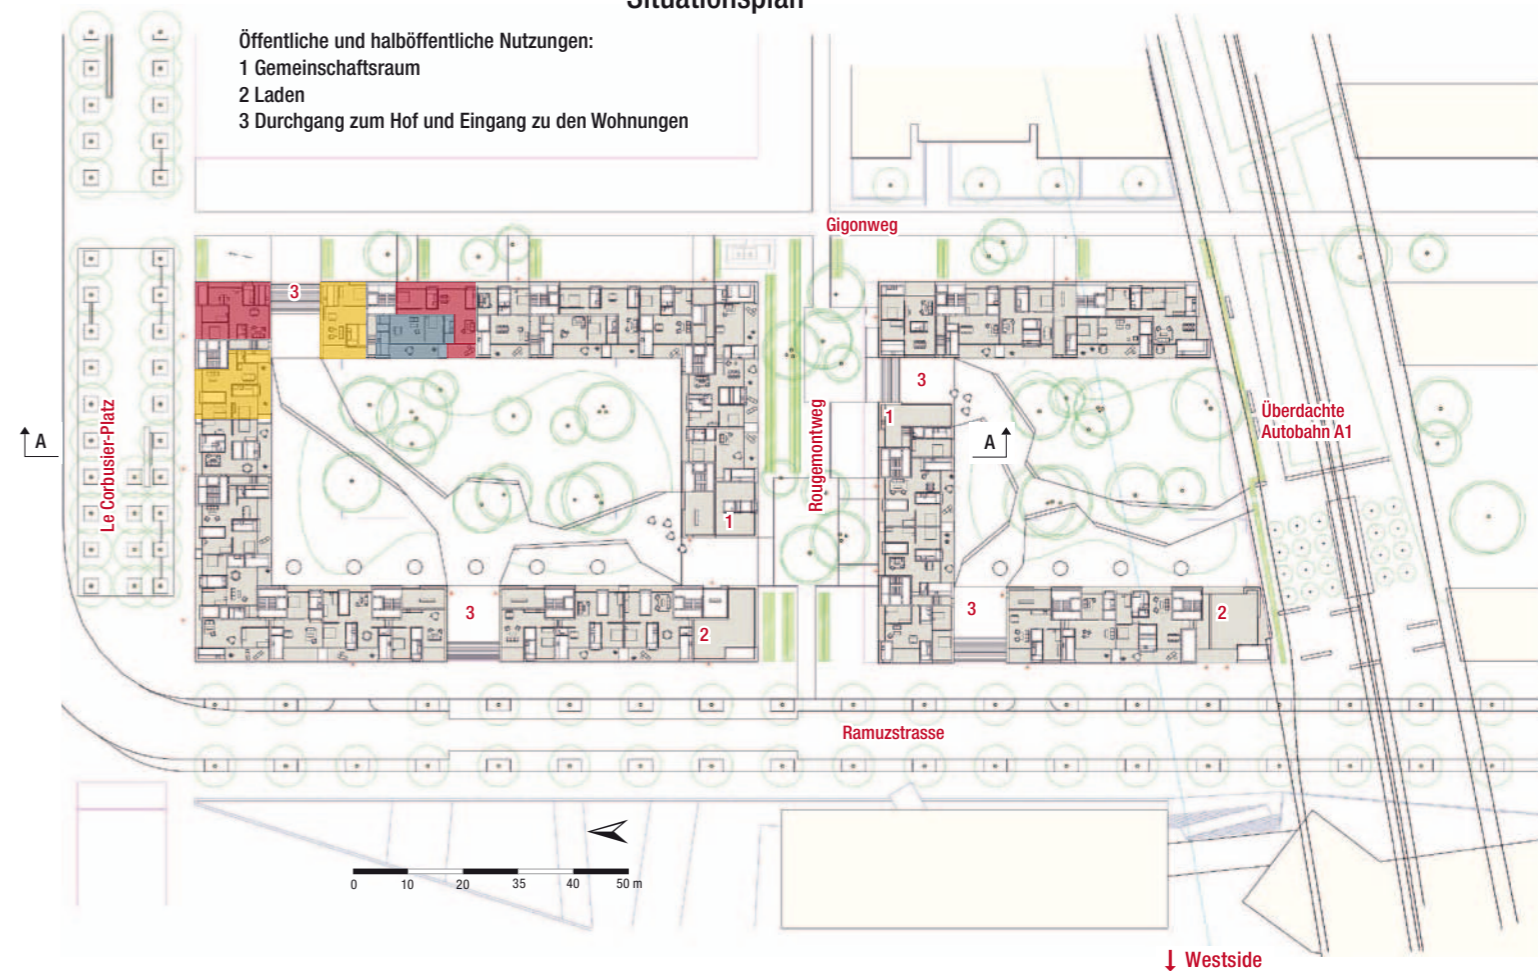 Situationsplan
Öffentliche und halböffentliche Nutzungen:
1 Gemeinschaftsraum
2 Laden
3 Durchgang zum Hof und Eingang zu den Wohnungen
Gigonweg
3
3
1
Überdachte
Autobahn A1
A
A
Le Corbusier-Platz
Rougemontweg
1
3
3
2
2
Ramuzstrasse
0 10 20 35 40 50 m
Westside